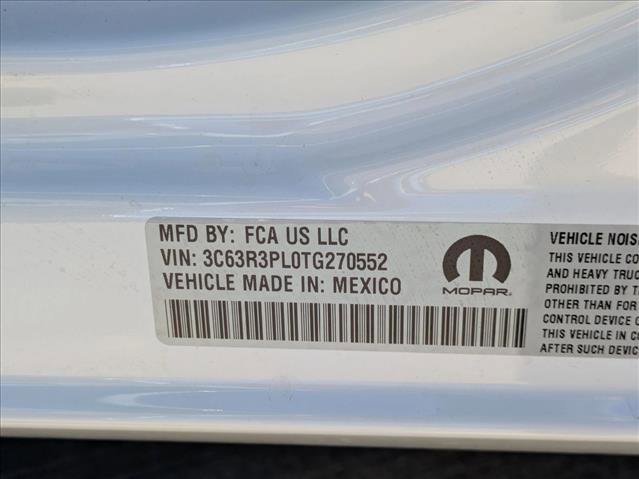 MFD BY: FCA US LLC
VIN: 3C63R3PL0TG270552
VEHICLE MADE IN: MEXICO
MOPAR
VEHICLE NOIS
THIS VEHICLE CO
AND HEAVY TRUC
PROHIBITED BY T
OTHER THAN FOR
CONTROL DEVICE O
THIS VEHICLE IN C
AFTER SUCH DEVIC